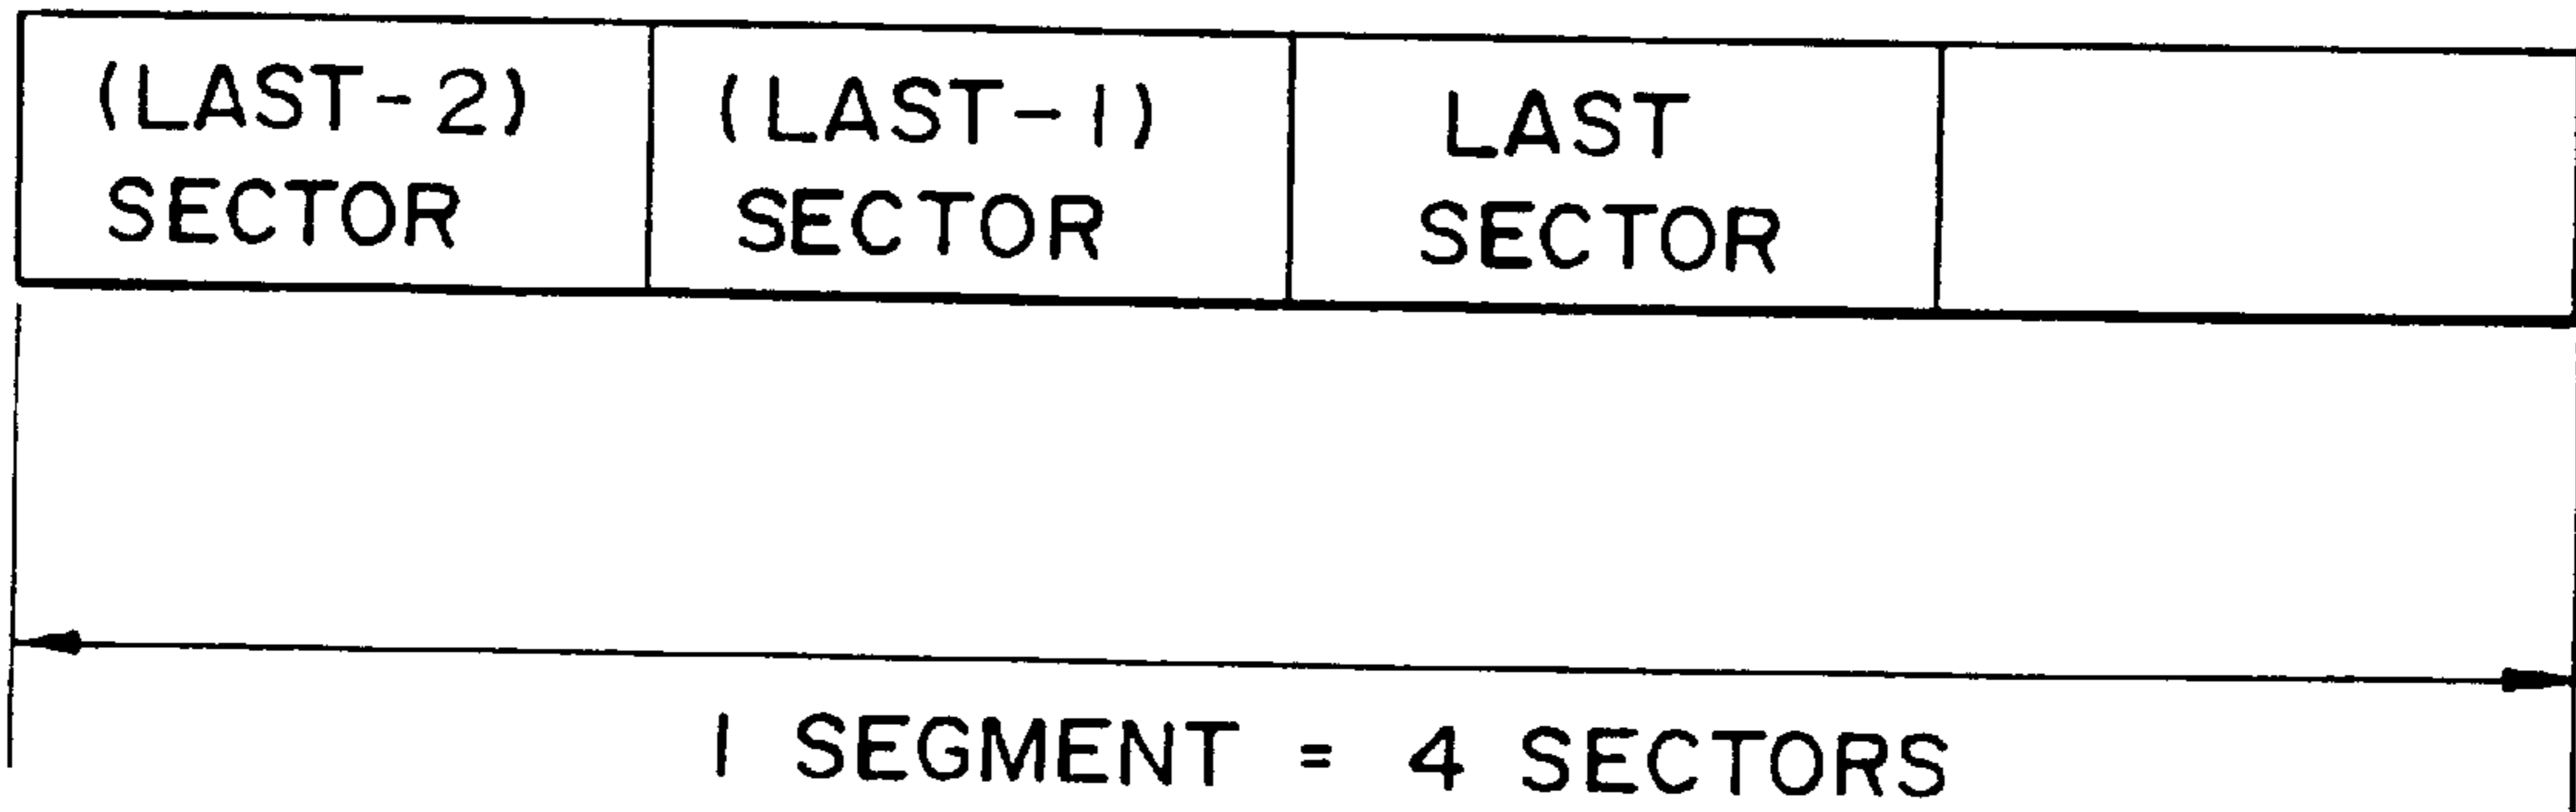 (LAST-2)
SECTOR
(LAST-1)
SECTOR
LAST
SECTOR
1 SEGMENT = 4 SECTORS